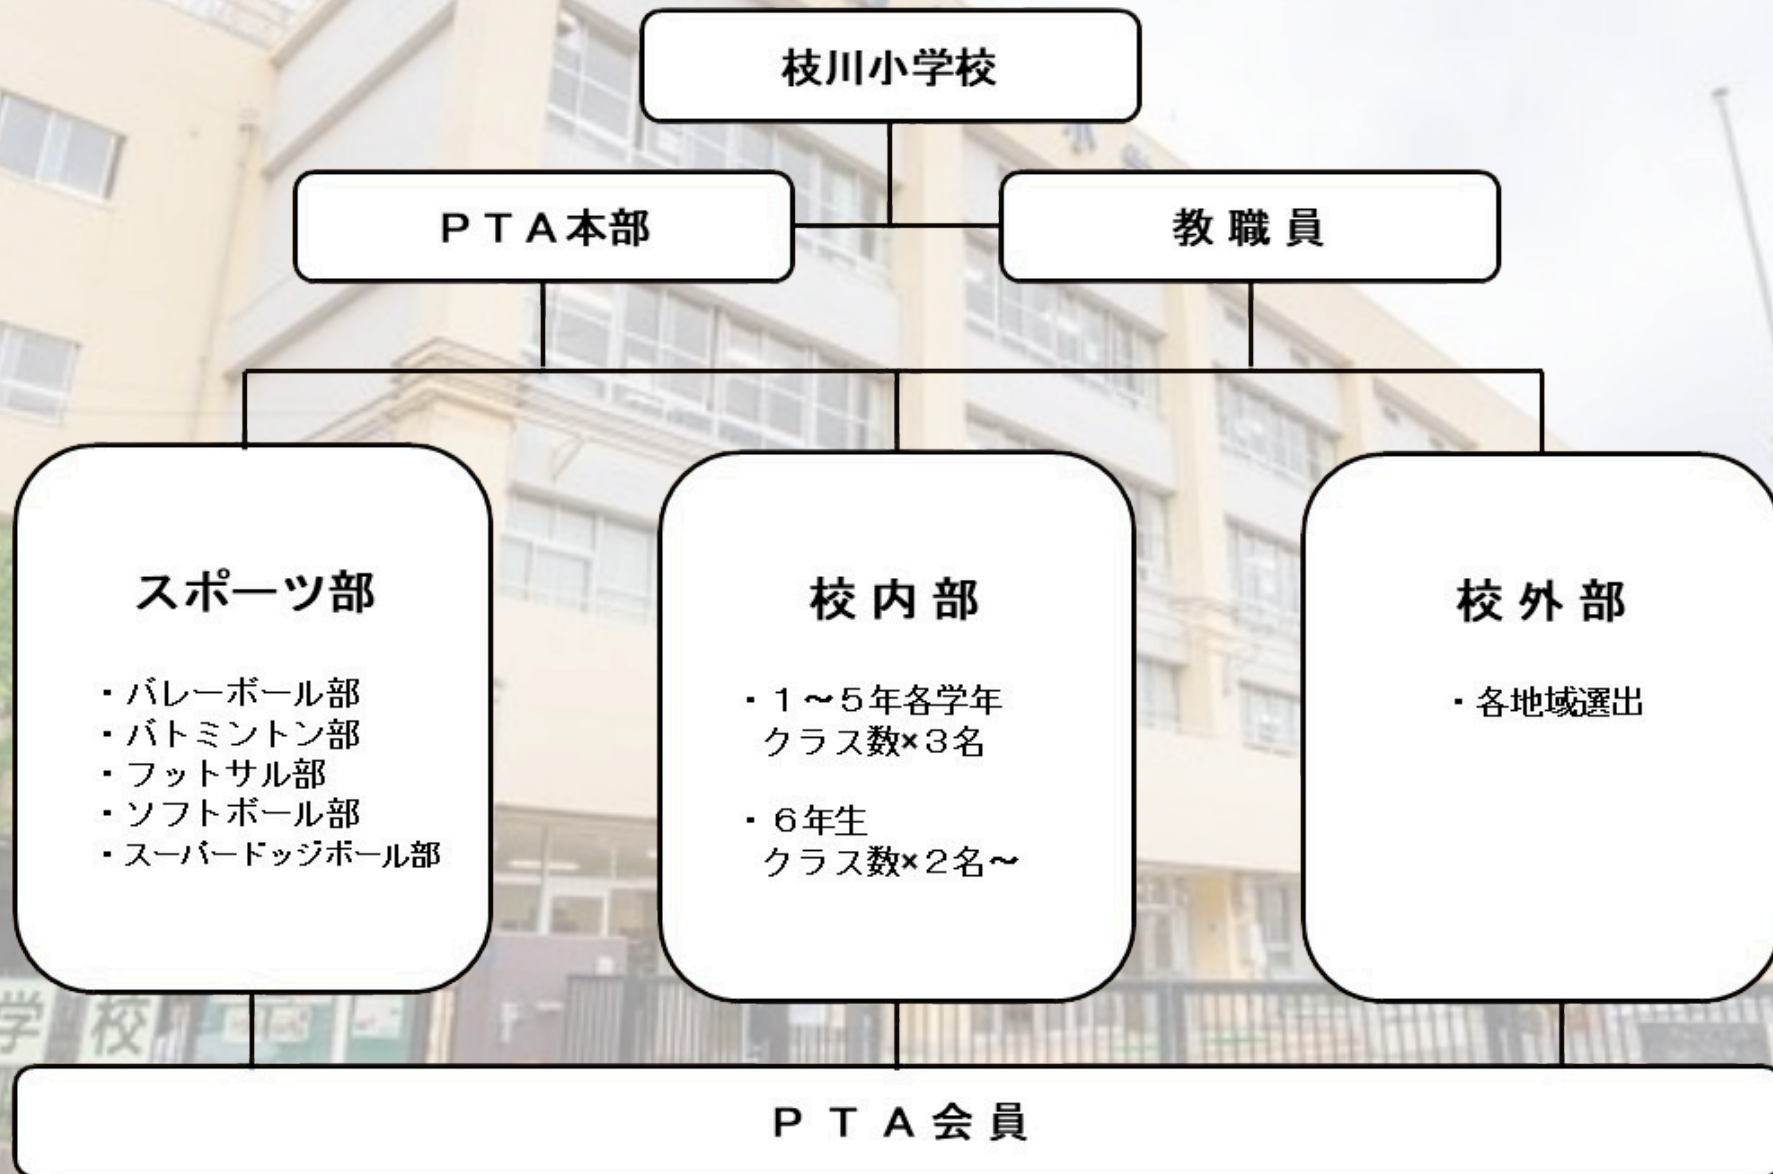 枝川小学校
ＰＴＡ本部
教職員
スポーツ部
・バレーボール部
・バトミントン部
・フットサル部
・ソフトボール部
・スーパードッジボール部
校内部
・１～５年各学年
クラス数×３名
・６年生
クラス数×２名～
校外部
・各地域選出
学校
ＰＴＡ会員